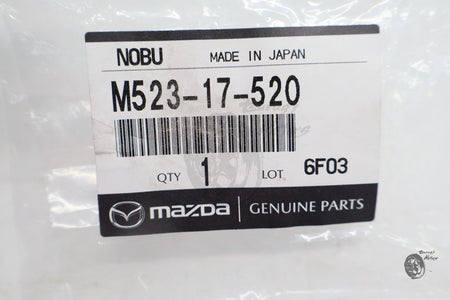 NOBU MADE IN JAPAN
M523-17-520
QTY 1 LOT 6F03
mazda GENUINE PARTS